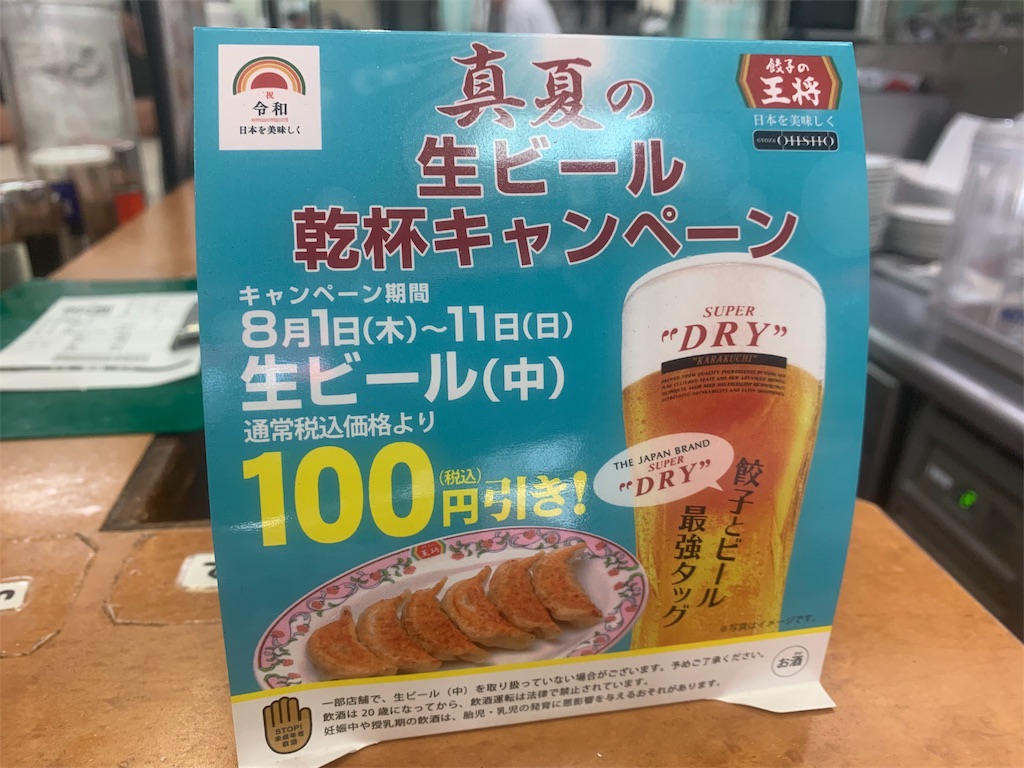 祝
令和
日本を美味しく
真夏の
生ビール
乾杯キャンペーン
餃子の
王将
日本を美味しく
GYOZA OHSHO
キャンペーン期間
8月1日(木)~11日(日)
生ビール(中)
通常税込価格より
100円(税込)引き!
SUPER
"DRY"
"KARAKUCHI"
THE JAPAN BRAND
SUPER
"DRY"
餃子とビール
最強タッグ
王将
※写真はイメージです。
お酒
一部店舗で、生ビール(中)を取り扱っていない場合がございます。予めご了承ください。
飲酒は20歳になってから、飲酒運転は法律で禁止されています。
妊娠中や授乳期の飲酒は、胎児・乳児の発育に悪影響を与えるおそれがあります。
STOP!
未成年者
飲酒